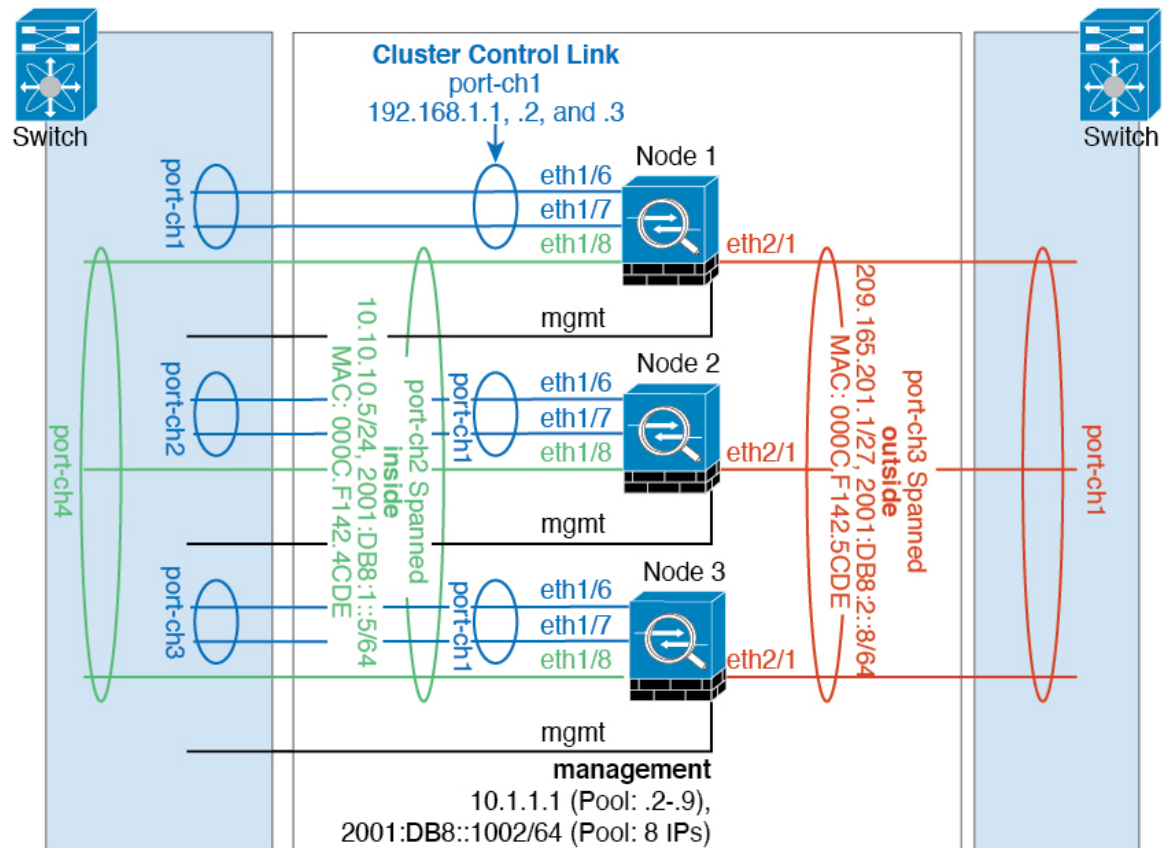 Switch
Switch
Cluster Control Link
port-ch1
192.168.1.1, .2, and .3
port-ch1
eth1/6
eth1/7
eth1/8
Node 1
eth2/1
mgmt
port-ch2
port-ch1
eth1/6
eth1/7
eth1/8
Node 2
eth2/1
mgmt
port-ch3
port-ch1
eth1/6
eth1/7
eth1/8
Node 3
eth2/1
mgmt
port-ch4
port-ch2 Spanned
inside
10.10.10.5/24, 2001:DB8:1::5/64
MAC: 000C.F142.4CDE
port-ch3 Spanned
outside
209.165.201.1/27, 2001:DB8:2::8/64
MAC: 000C.F142.5CDE
port-ch1
management
10.1.1.1 (Pool: .2-.9),
2001:DB8::1002/64 (Pool: 8 IPs)